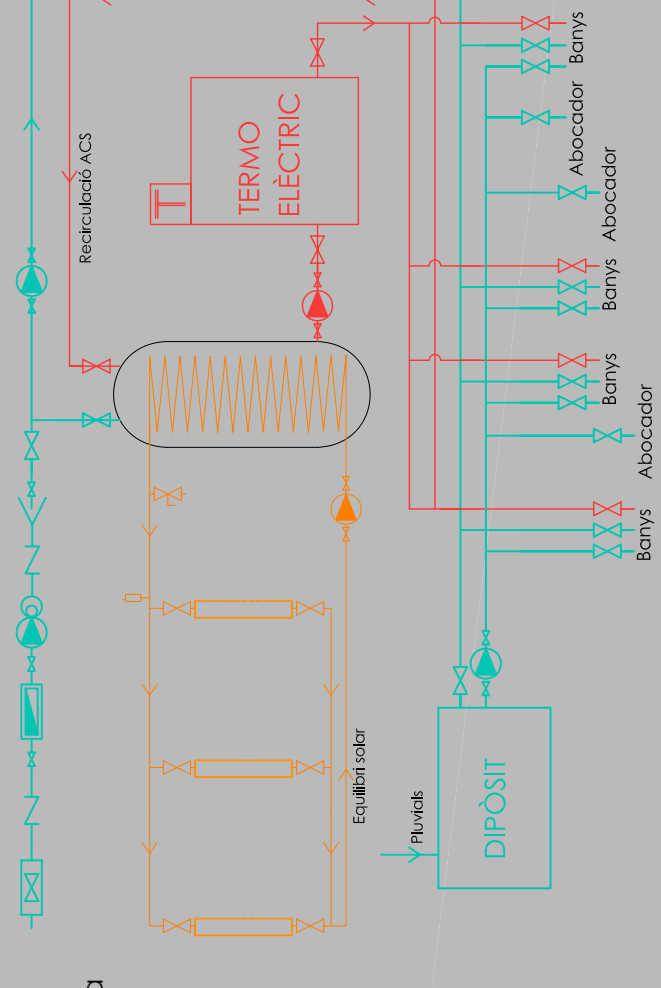 Recirculació ACS
TERMO
ELÈCTRIC
Banys
Abocador
Abocador
Banys
Banys
Abocador
Banys
Equilibri solar
Pluvials
DIPÒSIT
a